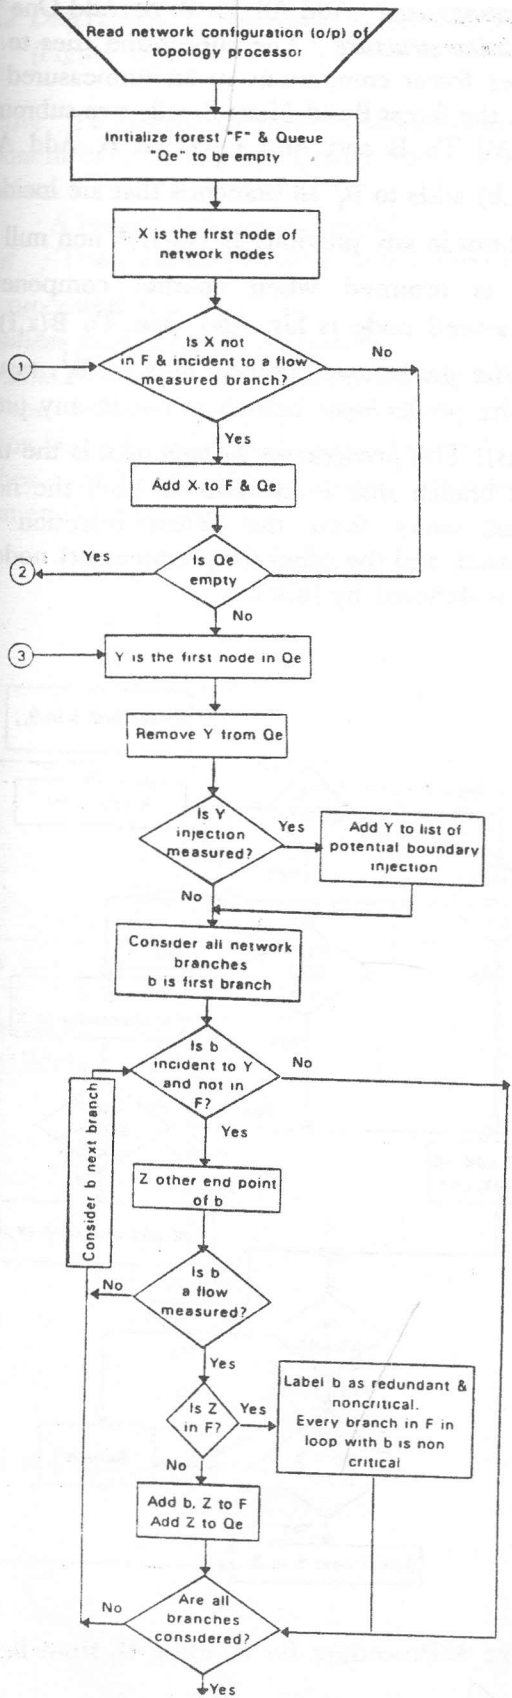 Read network configuration (o/p) of
topology processor
Initialize forest "F" & Queue
"Qe" to be empty
X is the first node of
network nodes
Is X not
in F & incident to a flow
measured branch?
No
1
Yes
Add X to F & Qe
Yes
Is Qe
empty
2
No
3
Y is the first node in Qe
Remove Y from Qe
Is Y
injection
measured?
Yes
Add Y to list of
potential boundary
injection
No
Consider all network
branches
b is first branch
Is b
incident to Y
and not in
F?
No
Consider b next branch
Yes
Z other end point
of b
Is b
a flow
measured?
No
Yes
Is Z
in F?
Yes
Label b as redundant &
noncritical.
Every branch in F in
loop with b is non
critical
No
Add b, Z to F
Add Z to Qe
Are all
branches
considered?
No
Yes